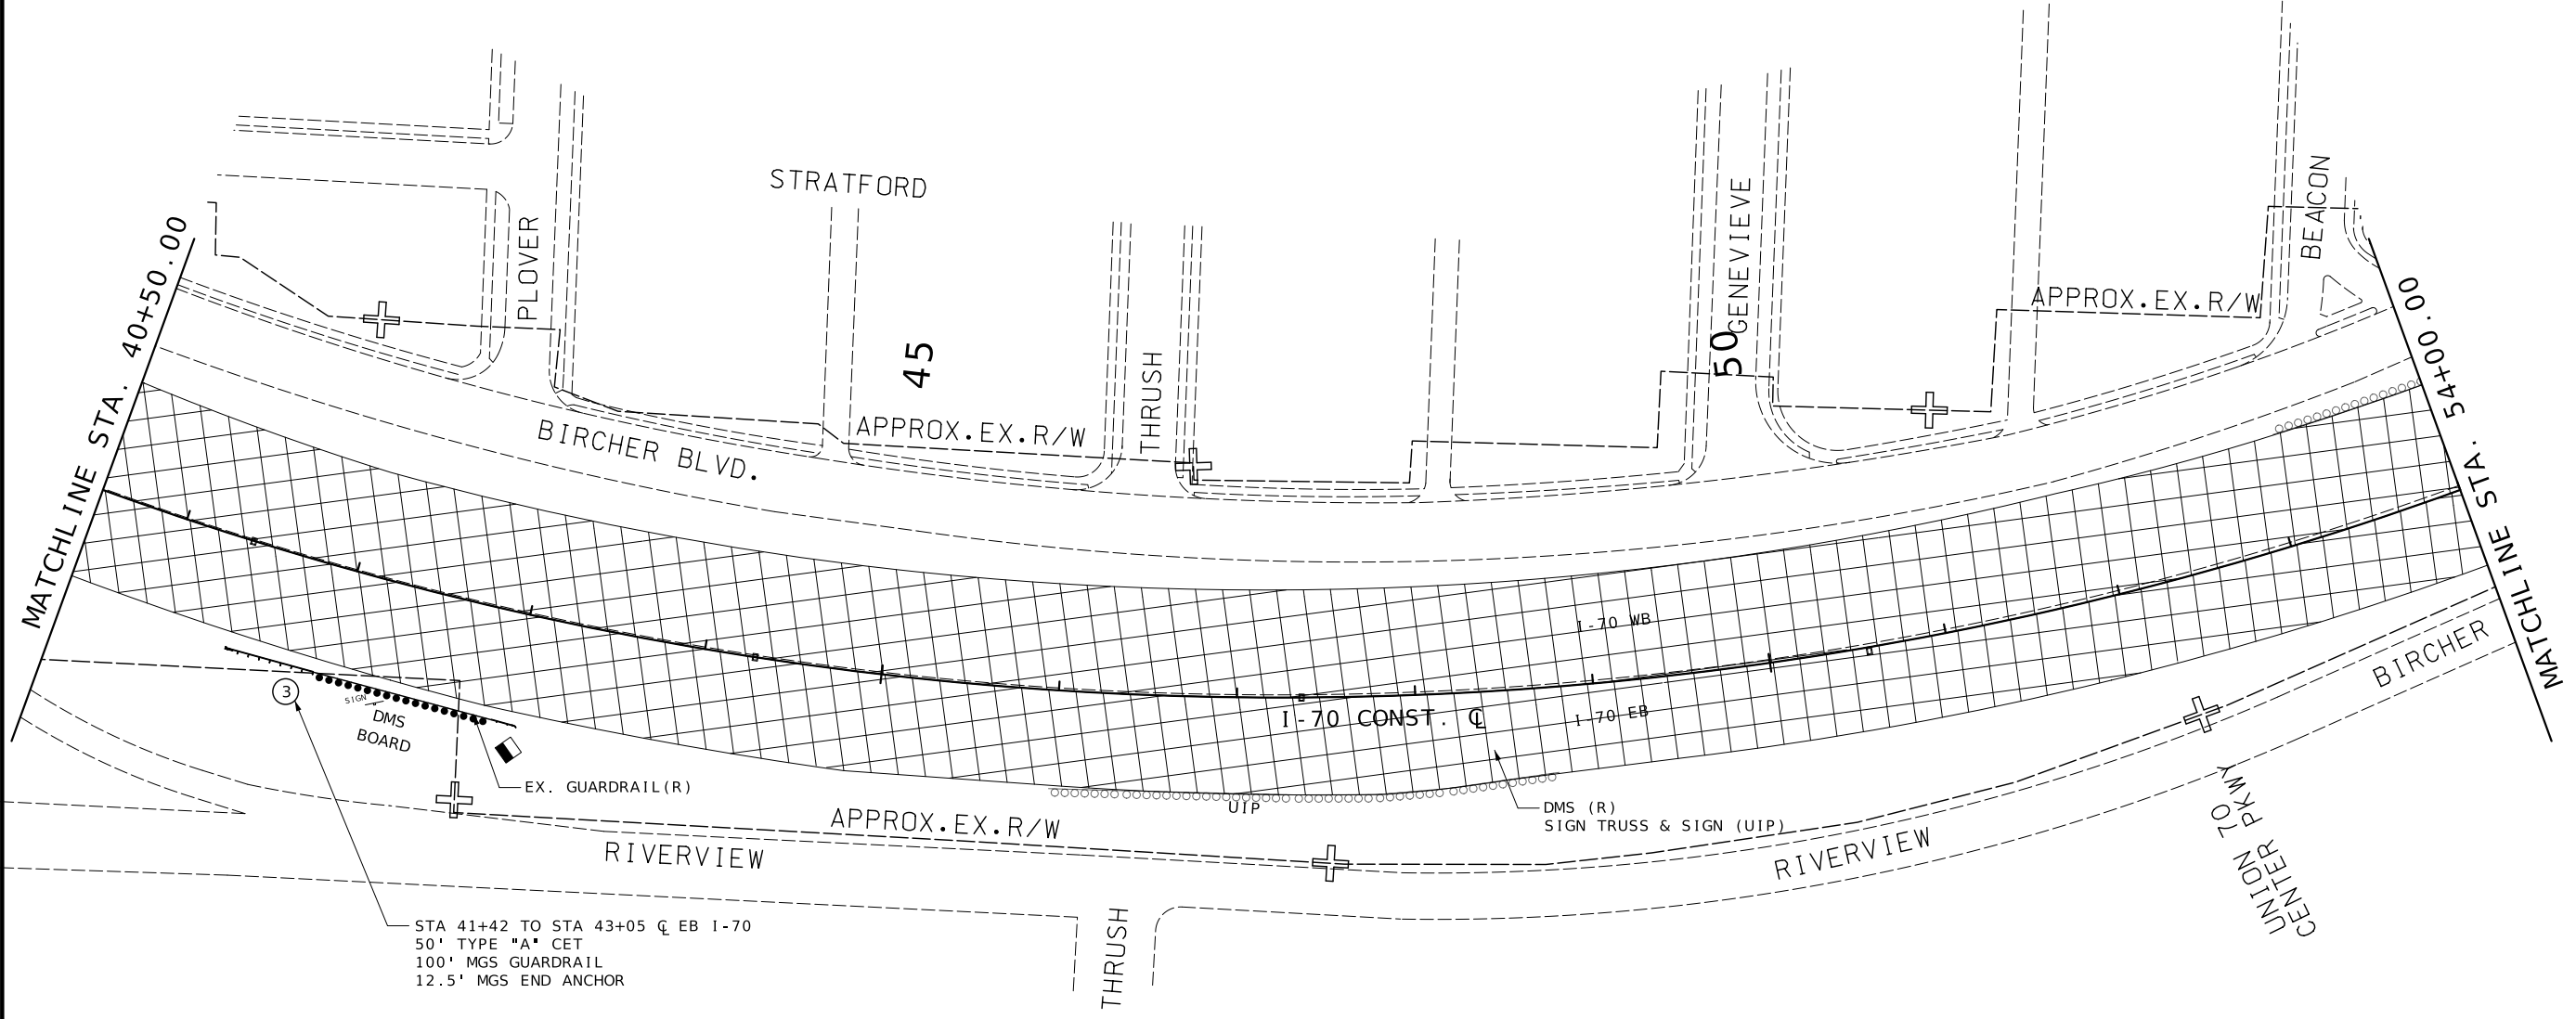 STRATFORD
BEACON
GENEVIEVE
PLOVER
MATCHLINE STA. 40+50.00
APPROX.EX.R/W
MATCHLINE STA. 54+00.00
45
50
THRUSH
BIRCHER BLVD.
APPROX.EX.R/W
I-70 WB
3
SIGN
DMS
BOARD
I-70 CONST. ℄
I-70 EB
BIRCHER
EX. GUARDRAIL(R)
UIP
DMS (R)
SIGN TRUSS & SIGN (UIP)
APPROX.EX.R/W
RIVERVIEW
RIVERVIEW
UNION 70
CENTER PKWY
STA 41+42 TO STA 43+05 ℄ EB I-70
50' TYPE "A" CET
100' MGS GUARDRAIL
12.5' MGS END ANCHOR
THRUSH